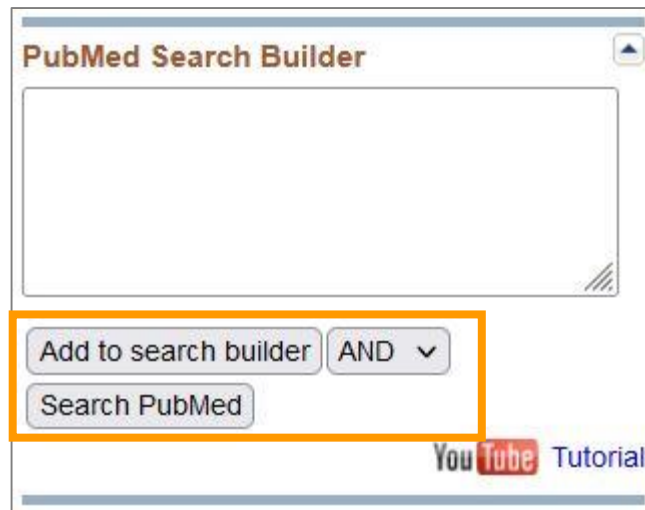 PubMed Search Builder
Add to search builder AND
Search PubMed
YouTube Tutorial